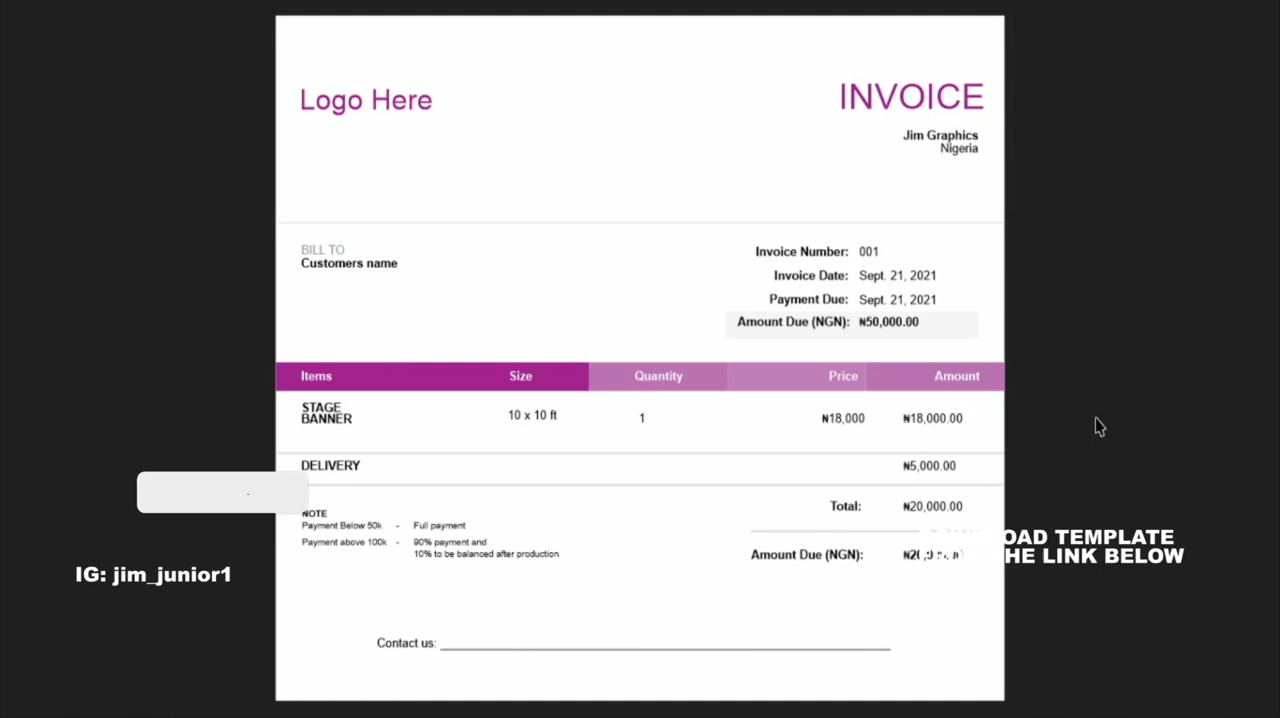 Logo Here
INVOICE
Jim Graphics
Nigeria
BILL TO
Customers name
Invoice Number: 001
Invoice Date: Sept. 21, 2021
Payment Due: Sept. 21, 2021
Amount Due (NGN): ₦50,000.00
Items Size Quantity Price Amount
STAGE
BANNER
10 x 10 ft 1 ₦18,000 ₦18,000.00
DELIVERY ₦5,000.00
NOTE
Payment Below 50k - Full payment
Payment above 100k - 90% payment and
10% to be balanced after production
Total: ₦20,000.00
Amount Due (NGN):
TEMPLATE
LINK BELOW
IG: jim_junior1
Contact us: